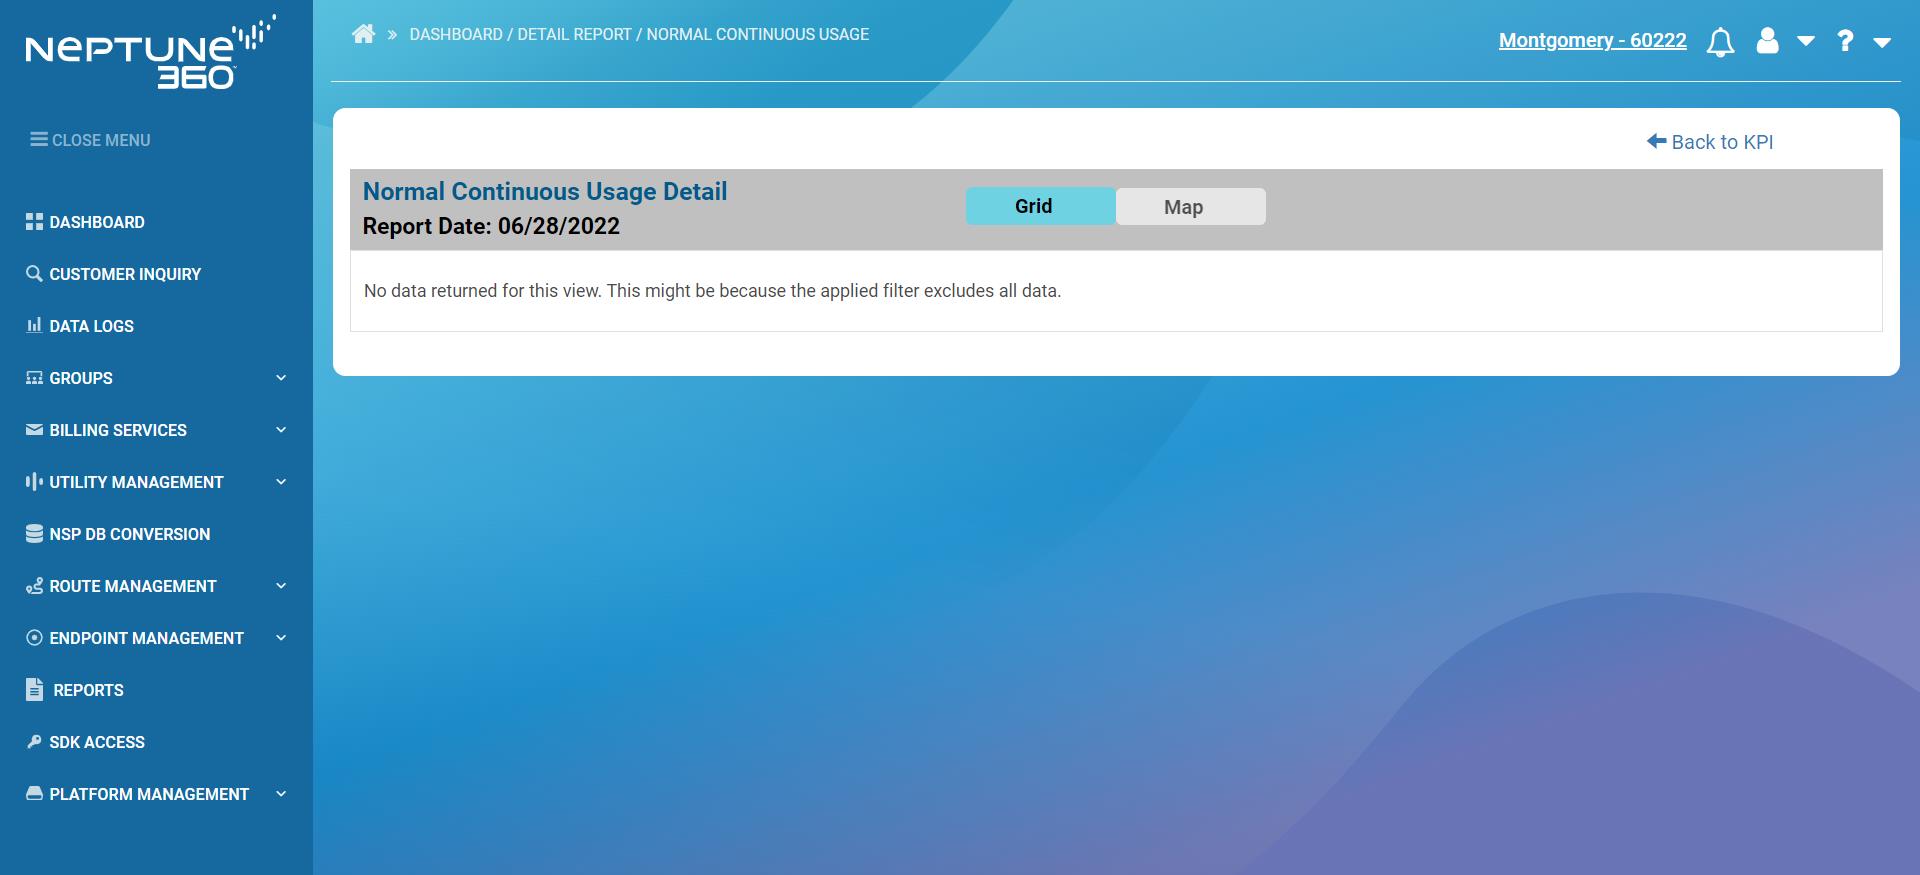 NEPTUNE
360
CLOSE MENU
DASHBOARD
CUSTOMER INQUIRY
DATA LOGS
GROUPS
BILLING SERVICES
UTILITY MANAGEMENT
NSP DB CONVERSION
ROUTE MANAGEMENT
ENDPOINT MANAGEMENT
REPORTS
SDK ACCESS
PLATFORM MANAGEMENT
» DASHBOARD / DETAIL REPORT / NORMAL CONTINUOUS USAGE
Montgomery - 60222 ?
Back to KPI
Normal Continuous Usage Detail
Report Date: 06/28/2022
Grid Map
No data returned for this view. This might be because the applied filter excludes all data.